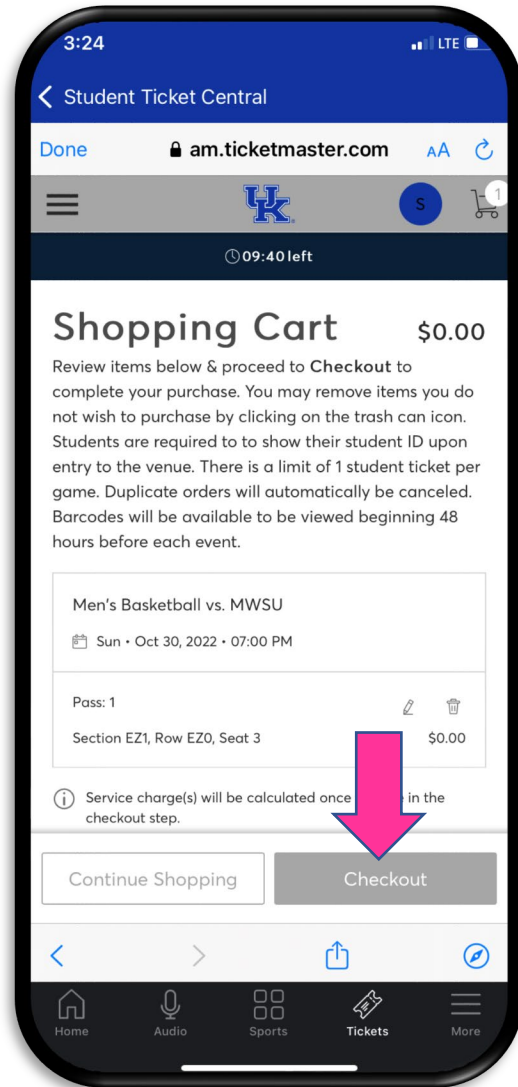 3:24
LTE
Student Ticket Central
Done
am.ticketmaster.com
AA
UK
S
1
09:40 left
Shopping Cart
$0.00
Review items below & proceed to Checkout to
complete your purchase. You may remove items you do
not wish to purchase by clicking on the trash can icon.
Students are required to to show their student ID upon
entry to the venue. There is a limit of 1 student ticket per
game. Duplicate orders will automatically be canceled.
Barcodes will be available to be viewed beginning 48
hours before each event.
Men's Basketball vs. MWSU
Sun • Oct 30, 2022 • 07:00 PM
Pass: 1
Section EZ1, Row EZ0, Seat 3
$0.00
Service charge(s) will be calculated once in the
checkout step.
Continue Shopping
Checkout
Home
Audio
Sports
Tickets
More